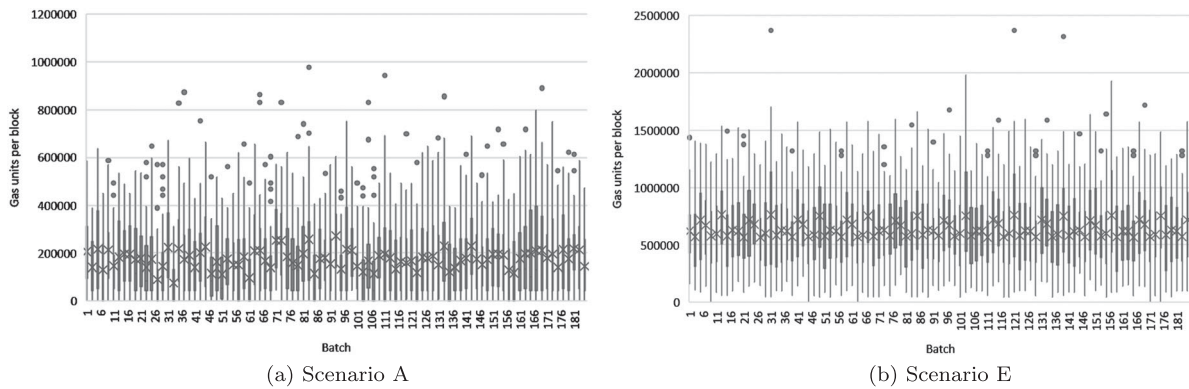 1200000
1000000
800000
600000
400000
200000
0
Gas units per block
1 6 11 16 21 26 31 36 41 46 51 56 61 66 71 76 81 86 91 96 101 106 111 116 121 126 131 136 141 146 151 156 161 166 171 176 181
Batch
(a) Scenario A
2500000
2000000
1500000
1000000
500000
0
Gas units per block
1 6 11 16 21 26 31 36 41 46 51 56 61 66 71 76 81 86 91 96 101 106 111 116 121 126 131 136 141 146 151 156 161 166 171 176 181
Batch
(b) Scenario E